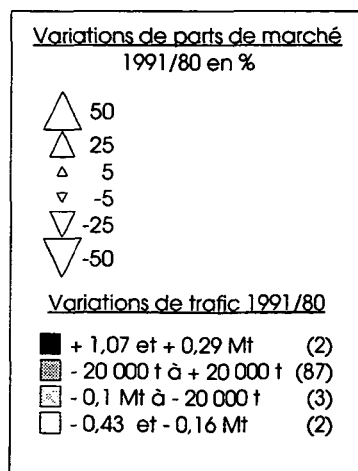 Variations de parts de marché
1991/80 en %
50
25
5
-5
-25
-50
Variations de trafic 1991/80
+ 1,07 et + 0,29 Mt (2)
- 20 000 t à + 20 000 t (87)
- 0,1 Mt à - 20 000 t (3)
- 0,43 et - 0,16 Mt (2)